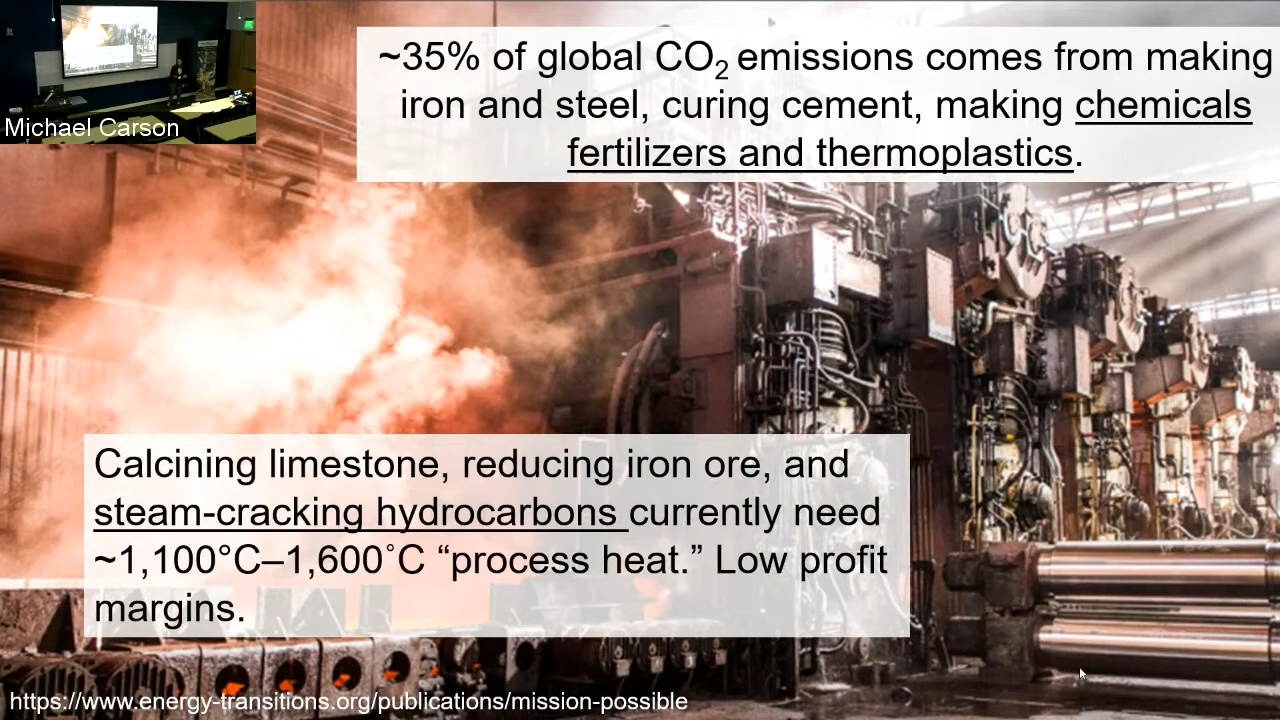 ~35% of global CO₂ emissions comes from making
iron and steel, curing cement, making chemicals
fertilizers and thermoplastics.
Michael Carson
Calcining limestone, reducing iron ore, and
steam-cracking hydrocarbons currently need
~1,100°C–1,600˚C “process heat.” Low profit
margins.
https://www.energy-transitions.org/publications/mission-possible